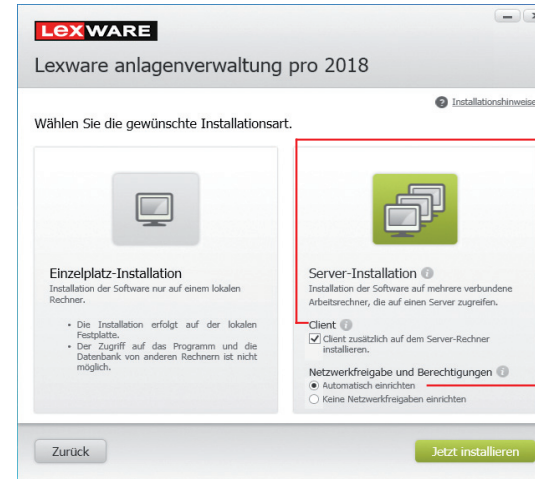 LEXWARE
Lexware anlagenverwaltung pro 2018
Installationshinweise
Wählen Sie die gewünschte Installationsart.
Einzelplatz-Installation
Installation der Software nur auf einem lokalen
Rechner.
• Die Installation erfolgt auf der lokalen
Festplatte.
• Der Zugriff auf das Programm und die
Datenbank von anderen Rechnern ist nicht
möglich.
Server-Installation
Installation der Software auf mehrere verbundene
Arbeitsrechner, die auf einen Server zugreifen.
Client
Client zusätzlich auf dem Server-Rechner
installieren.
Netzwerkfreigabe und Berechtigungen
Automatisch einrichten
Keine Netzwerkfreigaben einrichten
Zurück
Jetzt installieren